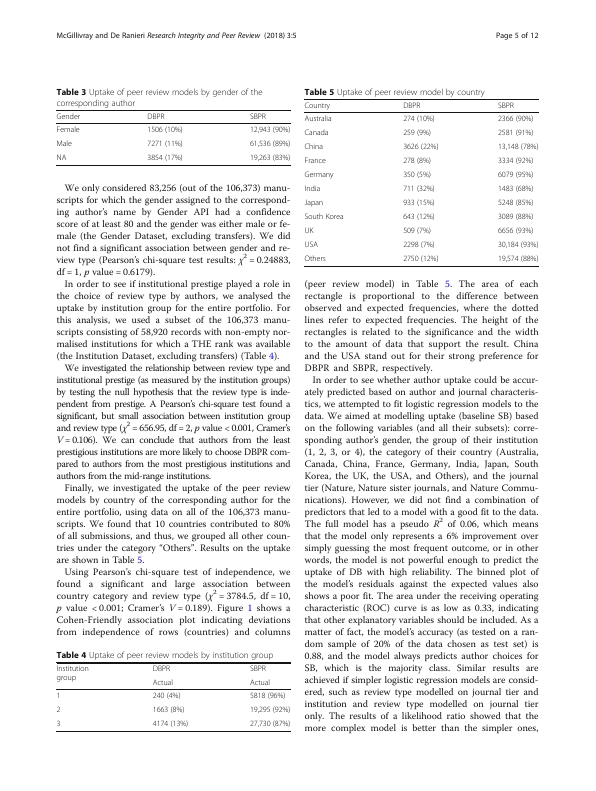 McGillivray and De Ranieri Research Integrity and Peer Review (2018) 3:5
Page 5 of 12
Table 3 Uptake of peer review models by gender of the
corresponding author
Gender DBPR SBPR
Female 1506 (10%) 12,943 (90%)
Male 7271 (11%) 61,536 (89%)
NA 3854 (17%) 19,263 (83%)
We only considered 83,256 (out of the 106,373) manu-
scripts for which the gender assigned to the correspond-
ing author's name by Gender API had a confidence
score of at least 80 and the gender was either male or fe-
male (the Gender Dataset, excluding transfers). We did
not find a significant association between gender and re-
view type (Pearson's chi-square test results: χ² = 0.24883,
df = 1, p value = 0.6179).
In order to see if institutional prestige played a role in
the choice of review type by authors, we analysed the
uptake by institution group for the entire portfolio. For
this analysis, we used a subset of the 106,373 manu-
scripts consisting of 58,920 records with non-empty nor-
malised institutions for which a THE rank was available
(the Institution Dataset, excluding transfers) (Table 4).
We investigated the relationship between review type and
institutional prestige (as measured by the institution groups)
by testing the null hypothesis that the review type is inde-
pendent from prestige. A Pearson's chi-square test found a
significant, but small association between institution group
and review type (χ² = 656.95, df = 2, p value < 0.001, Cramer's
V = 0.106). We can conclude that authors from the least
prestigious institutions are more likely to choose DBPR com-
pared to authors from the most prestigious institutions and
authors from the mid-range institutions.
Finally, we investigated the uptake of the peer review
models by country of the corresponding author for the
entire portfolio, using data on all of the 106,373 manu-
scripts. We found that 10 countries contributed to 80%
of all submissions, and thus, we grouped all other coun-
tries under the category "Others". Results on the uptake
are shown in Table 5.
Using Pearson's chi-square test of independence, we
found a significant and large association between
country category and review type (χ² = 3784.5, df = 10,
p value < 0.001; Cramer's V = 0.189). Figure 1 shows a
Cohen-Friendly association plot indicating deviations
from independence of rows (countries) and columns
Table 4 Uptake of peer review models by institution group
Institution DBPR SBPR
group Actual Actual
1 240 (4%) 5818 (96%)
2 1663 (8%) 19,295 (92%)
3 4174 (13%) 27,730 (87%)
Table 5 Uptake of peer review model by country
Country DBPR SBPR
Australia 274 (10%) 2366 (90%)
Canada 259 (9%) 2581 (91%)
China 3626 (22%) 13,148 (78%)
France 278 (8%) 3334 (92%)
Germany 350 (5%) 6079 (95%)
India 711 (32%) 1483 (68%)
Japan 933 (15%) 5248 (85%)
South Korea 643 (12%) 3089 (88%)
UK 509 (7%) 6656 (93%)
USA 2298 (7%) 30,184 (93%)
Others 2750 (12%) 19,574 (88%)
(peer review model) in Table 5. The area of each
rectangle is proportional to the difference between
observed and expected frequencies, where the dotted
lines refer to expected frequencies. The height of the
rectangles is related to the significance and the width
to the amount of data that support the result. China
and the USA stand out for their strong preference for
DBPR and SBPR, respectively.
In order to see whether author uptake could be accur-
ately predicted based on author and journal characteris-
tics, we attempted to fit logistic regression models to the
data. We aimed at modelling uptake (baseline SB) based
on the following variables (and all their subsets): corre-
sponding author's gender, the group of their institution
(1, 2, 3, or 4), the category of their country (Australia,
Canada, China, France, Germany, India, Japan, South
Korea, the UK, the USA, and Others), and the journal
tier (Nature, Nature sister journals, and Nature Commu-
nications). However, we did not find a combination of
predictors that led to a model with a good fit to the data.
The full model has a pseudo R² of 0.06, which means
that the model only represents a 6% improvement over
simply guessing the most frequent outcome, or in other
words, the model is not powerful enough to predict the
uptake of DB with high reliability. The binned plot of
the model's residuals against the expected values also
shows a poor fit. The area under the receiving operating
characteristic (ROC) curve is as low as 0.33, indicating
that other explanatory variables should be included. As a
matter of fact, the model's accuracy (as tested on a ran-
dom sample of 20% of the data chosen as test set) is
0.88, and the model always predicts author choices for
SB, which is the majority class. Similar results are
achieved if simpler logistic regression models are consid-
ered, such as review type modelled on journal tier and
institution and review type modelled on journal tier
only. The results of a likelihood ratio showed that the
more complex model is better than the simpler ones,